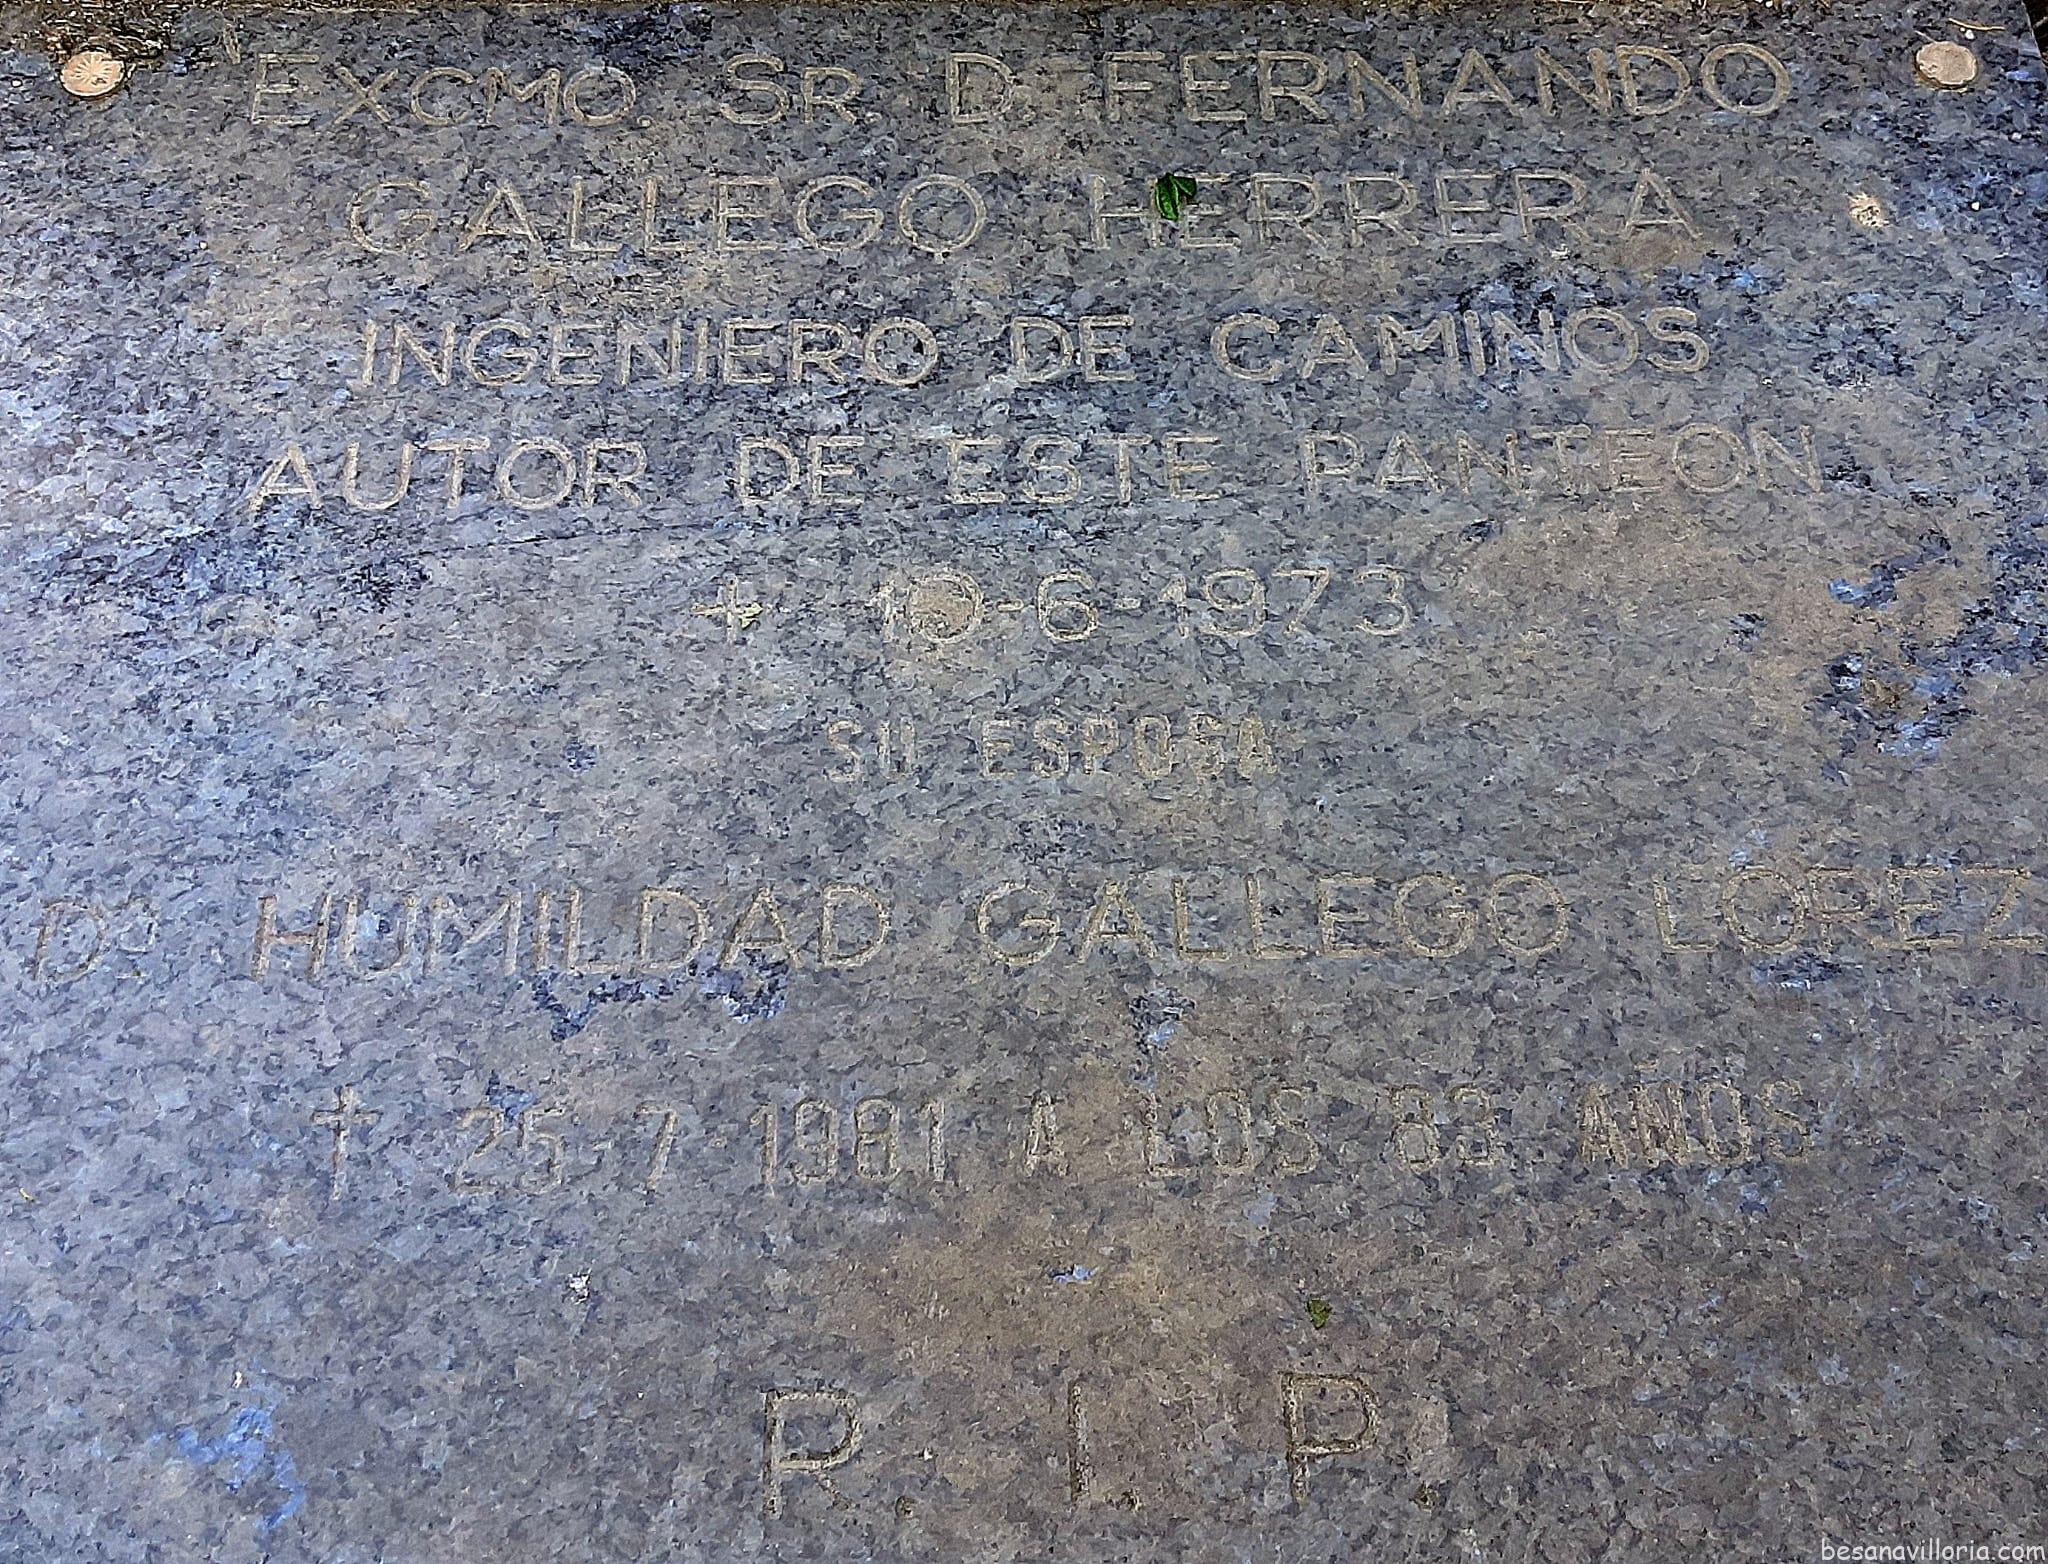 EXCMO. SR. D. FERNANDO
GALLEGO HERRERA
INGENIERO DE CAMINOS
AUTOR DE ESTE PANTEON
† 10-6-1973
SU ESPOSA
Dª HUMILDAD GALLEGO LOPEZ
† 25-7-1981 A LOS 83 AÑOS
R. I. P.
besanavilloria.com